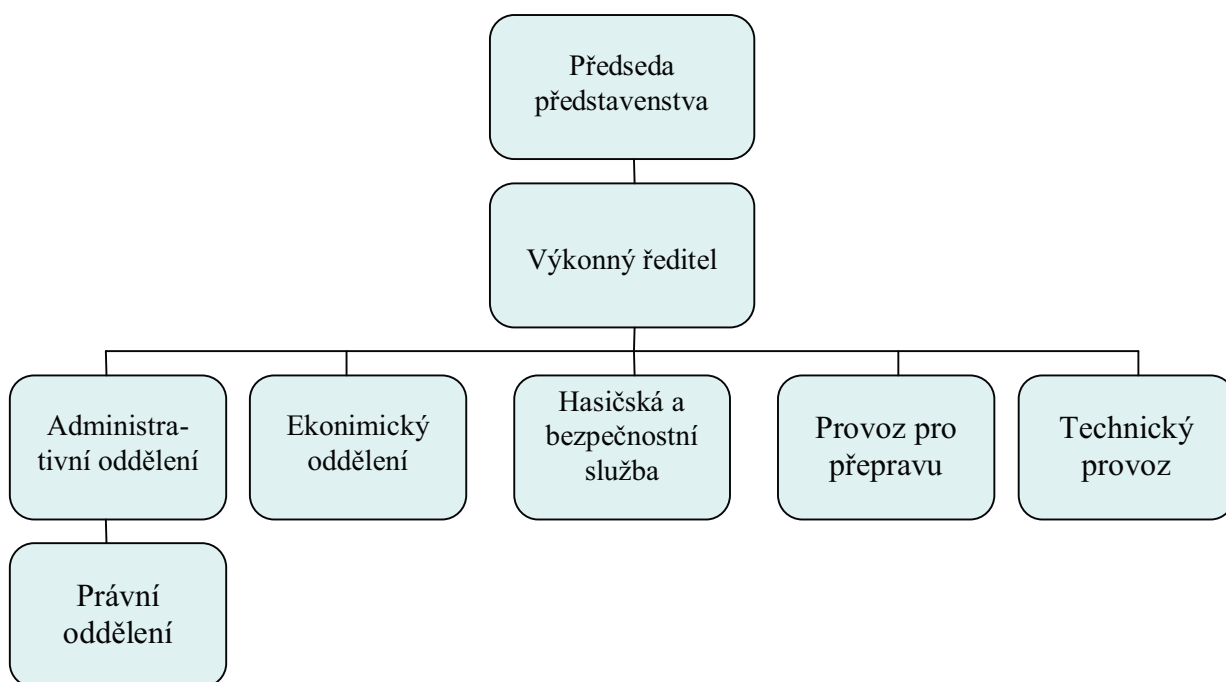 Předseda
představenstva
Výkonný ředitel
Administra-
tivní oddělení
Ekonimický
oddělení
Hasičská a
bezpečnostní
služba
Provoz pro
přepravu
Technický
provoz
Právní
oddělení